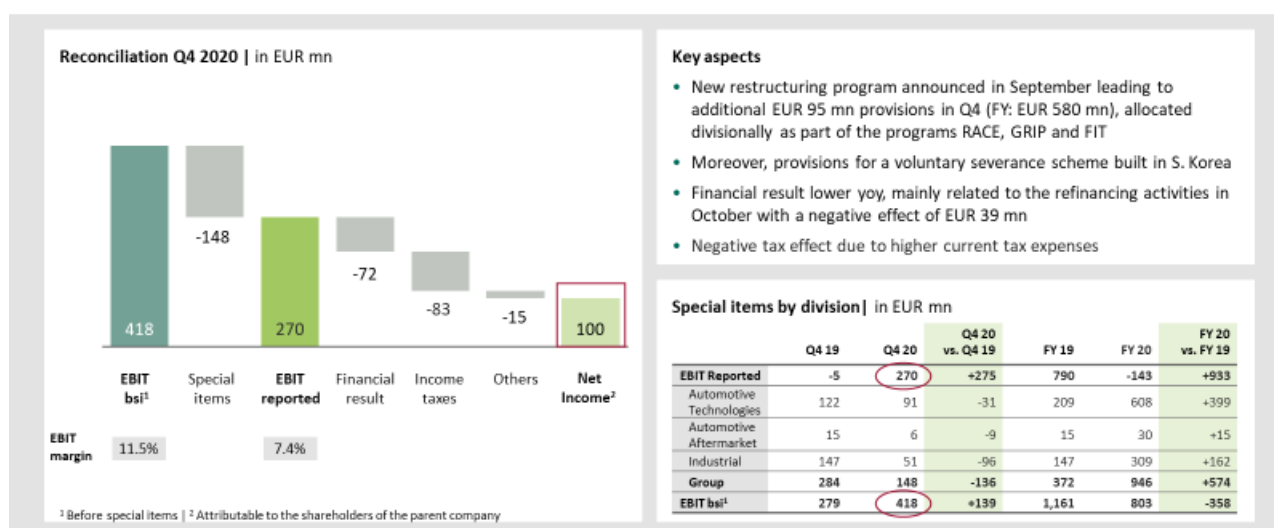 Reconciliation Q4 2020 | in EUR mn
418
-148
270
-72
-83
-15
100
EBIT bsi¹
Special items
EBIT reported
Financial result
Income taxes
Others
Net Income²
EBIT margin
11.5%
7.4%
¹ Before special items | ² Attributable to the shareholders of the parent company
Key aspects
• New restructuring program announced in September leading to
additional EUR 95 mn provisions in Q4 (FY: EUR 580 mn), allocated
divisionally as part of the programs RACE, GRIP and FIT
• Moreover, provisions for a voluntary severance scheme built in S. Korea
• Financial result lower yoy, mainly related to the refinancing activities in
October with a negative effect of EUR 39 mn
• Negative tax effect due to higher current tax expenses
Special items by division| in EUR mn
Q4 19 Q4 20 Q4 20 vs. Q4 19 FY 19 FY 20 FY 20 vs. FY 19
EBIT Reported -5 270 +275 790 -143 +933
Automotive Technologies 122 91 -31 209 608 +399
Automotive Aftermarket 15 6 -9 15 30 +15
Industrial 147 51 -96 147 309 +162
Group 284 148 -136 372 946 +574
EBIT bsi¹ 279 418 +139 1,161 803 -358